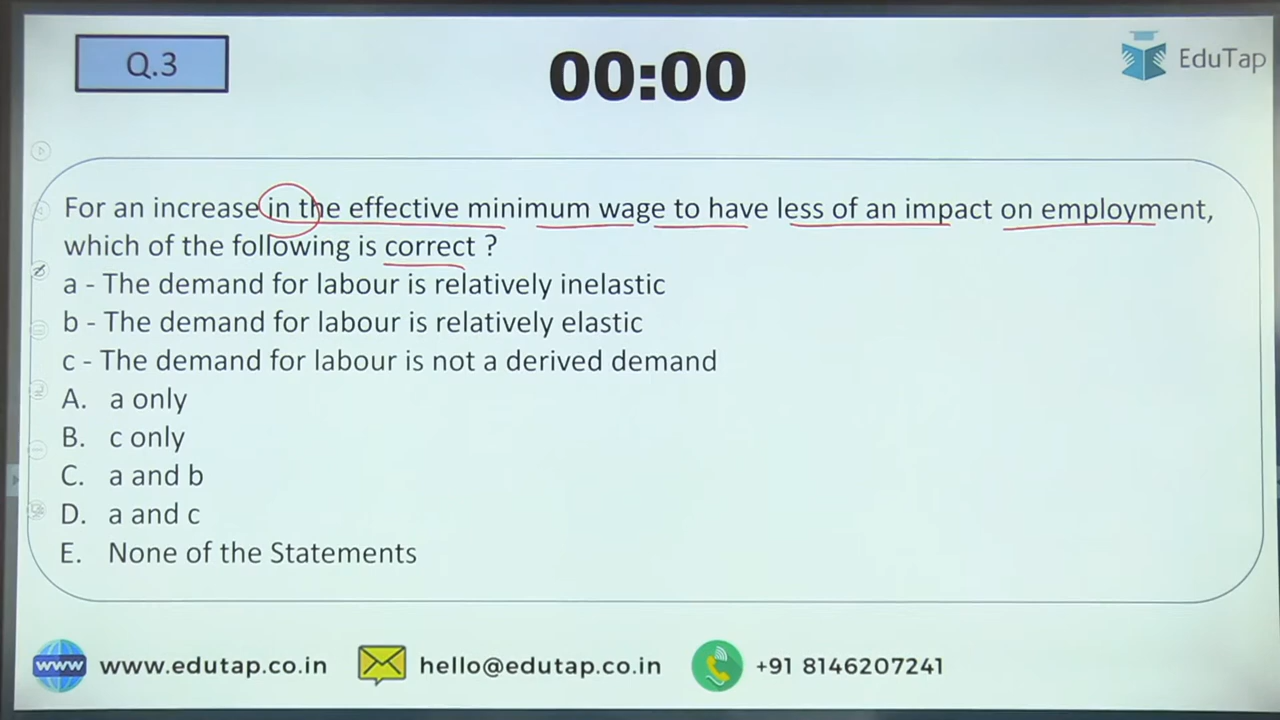 Q.3
00:00
EduTap
For an increase in the effective minimum wage to have less of an impact on employment,
which of the following is correct ?
a - The demand for labour is relatively inelastic
b - The demand for labour is relatively elastic
c - The demand for labour is not a derived demand
A. a only
B. c only
C. a and b
D. a and c
E. None of the Statements
www www.edutap.co.in hello@edutap.co.in +91 8146207241